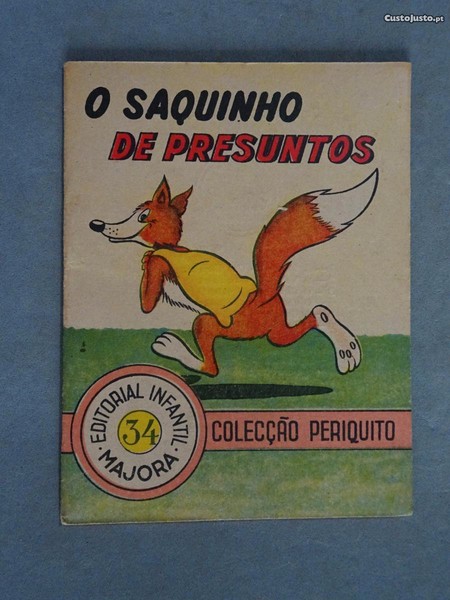 CustoJusto.pt
O SAQUINHO
DE PRESUNTOS
EDITORIAL INFANTIL
34
MAJORA
COLECÇÃO PERIQUITO